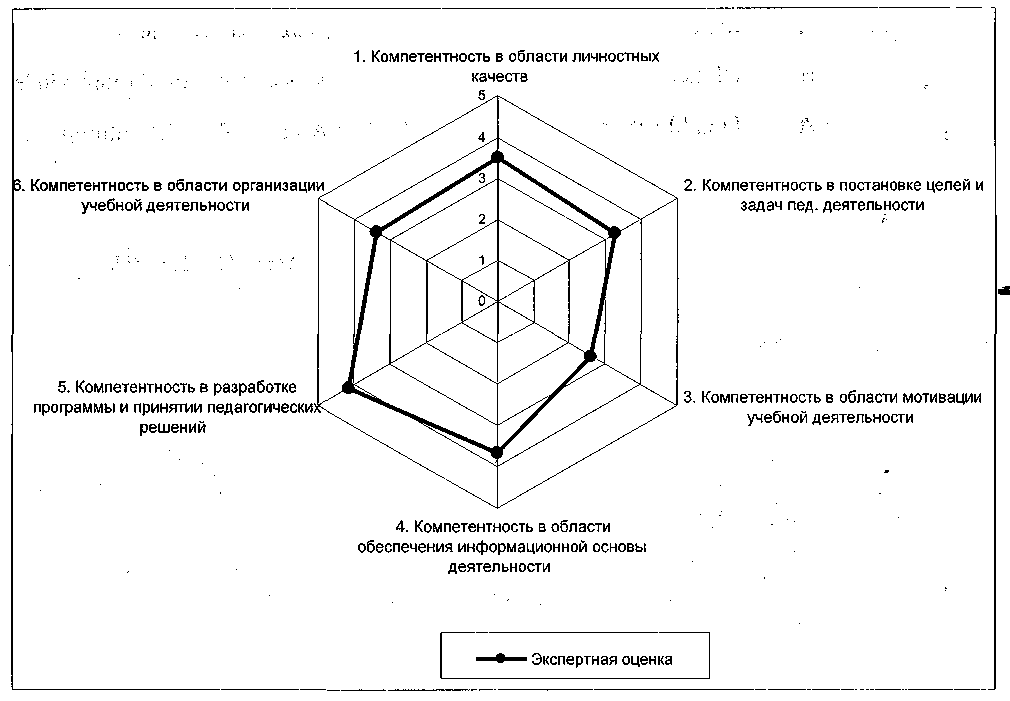 1. Компетентность в области личностных
качеств
5
4
3
2
1
0
2. Компетентность в постановке целей и
задач пед. деятельности
3. Компетентность в области мотивации
учебной деятельности
4. Компетентность в области
обеспечения информационной основы
деятельности
5. Компетентность в разработке
программы и принятии педагогических
решений
6. Компетентность в области организации
учебной деятельности
Экспертная оценка